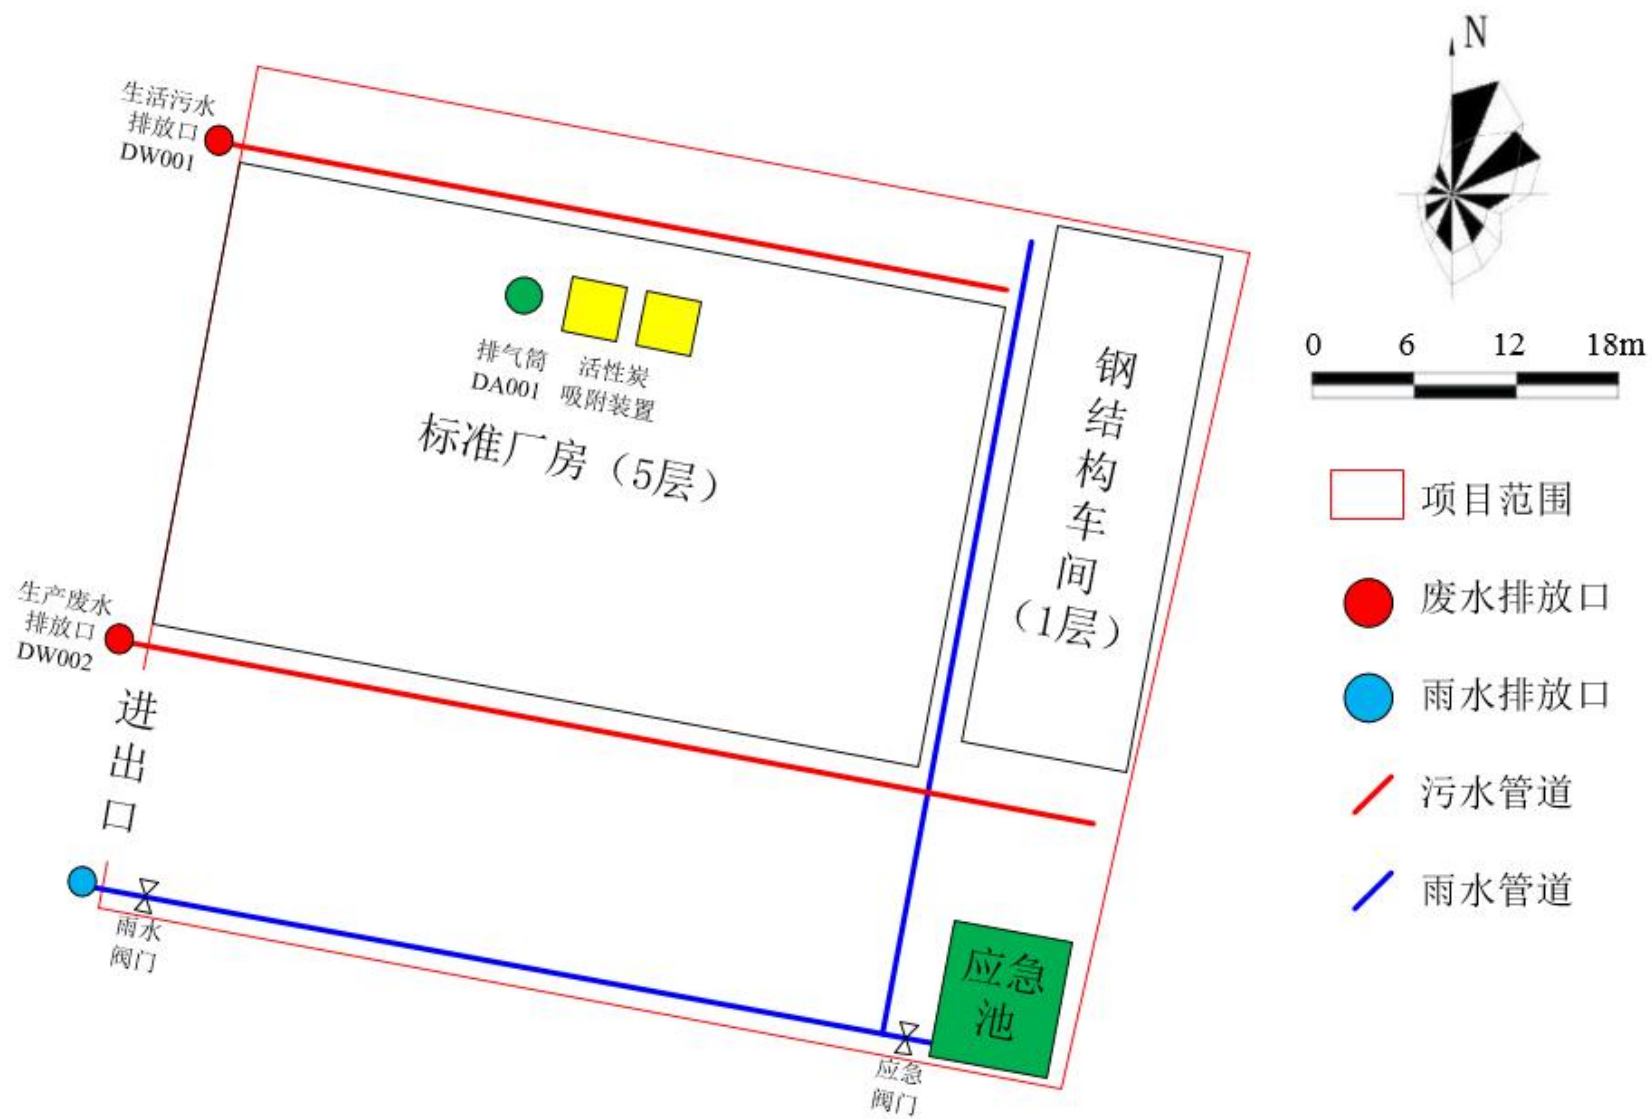 生活污水
排放口
DW001
排气筒
DA001
活性炭
吸附装置
标准厂房（5层）
钢结构车间（1层）
生产废水
排放口
DW002
进出口
雨水
阀门
应急
阀门
应急
池
N
0 6 12 18m
项目范围
废水排放口
雨水排放口
污水管道
雨水管道